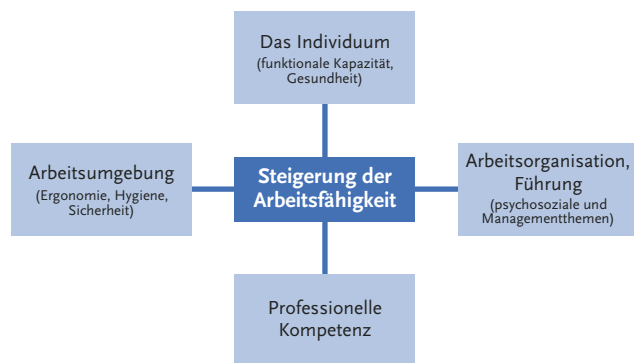 Das Individuum
(funktionale Kapazität,
Gesundheit)
Arbeitsumgebung
(Ergonomie, Hygiene,
Sicherheit)
Steigerung der
Arbeitsfähigkeit
Arbeitsorganisation,
Führung
(psychosoziale und
Managementthemen)
Professionelle
Kompetenz